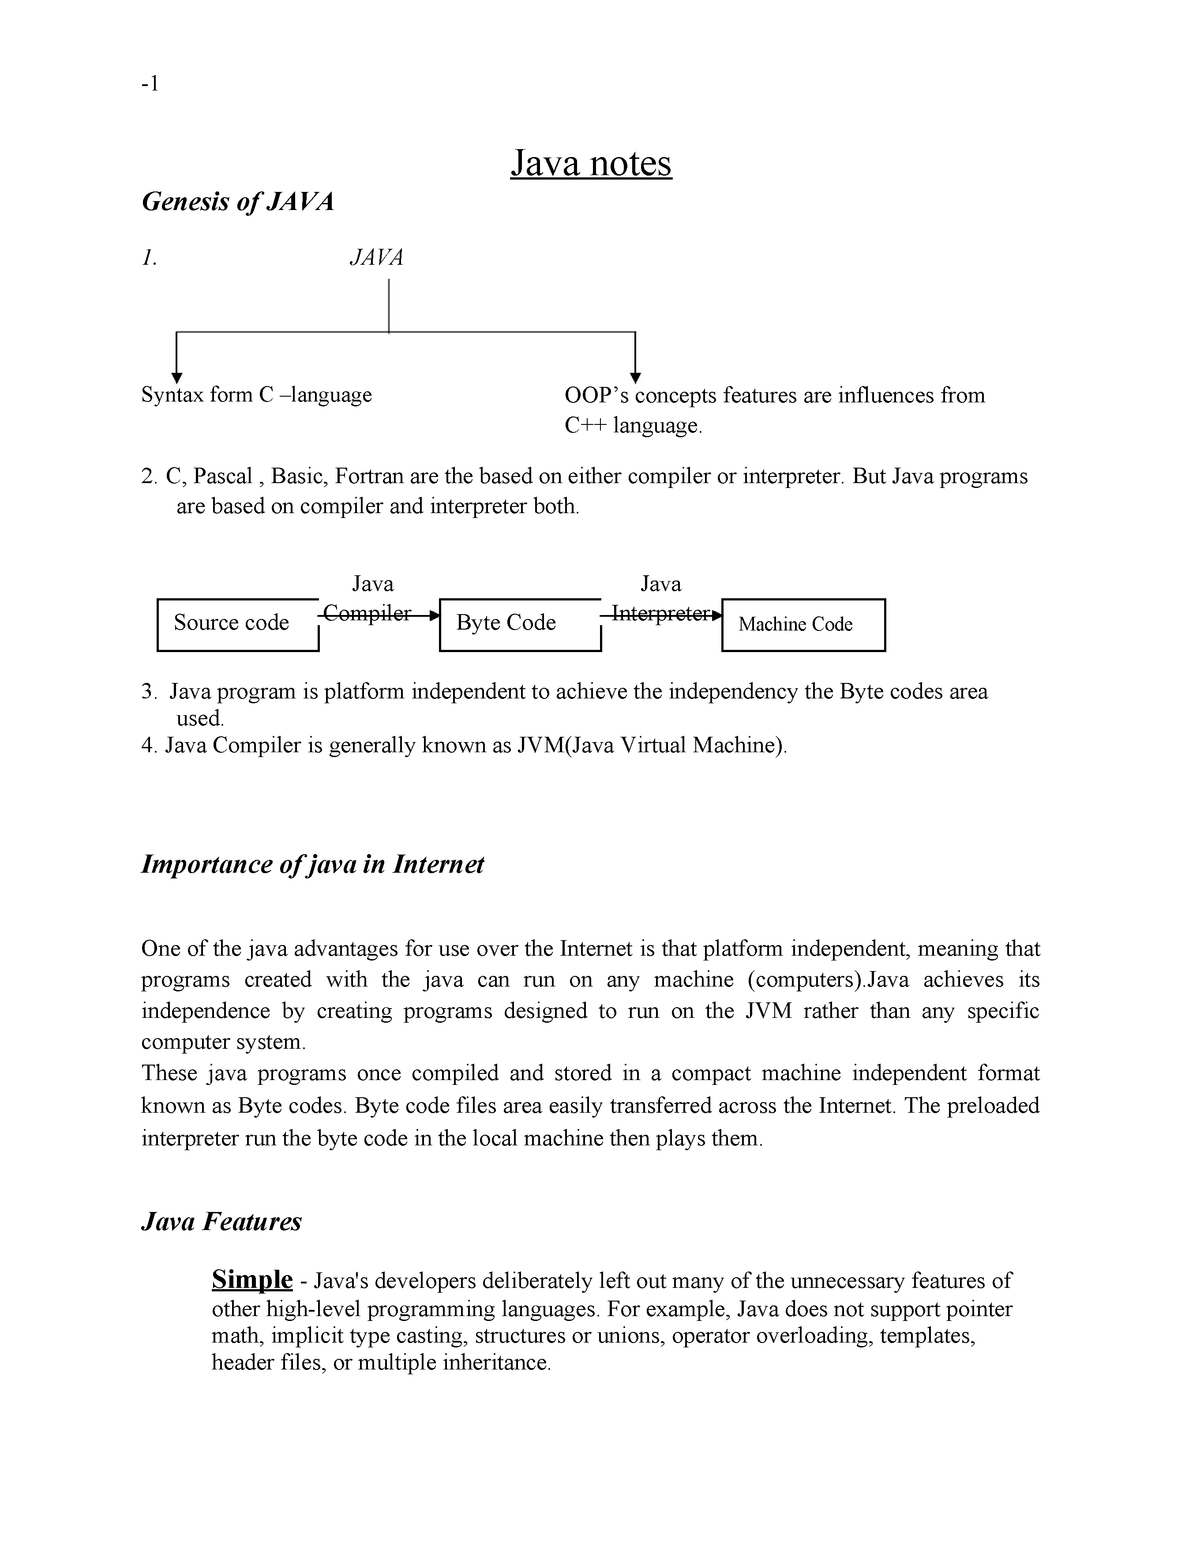 -1
Java notes
Genesis of JAVA
1. JAVA
Syntax form C –language
OOP’s concepts features are influences from
C++ language.
2. C, Pascal , Basic, Fortran are the based on either compiler or interpreter. But Java programs
are based on compiler and interpreter both.
Java
Compiler
Java
Interpreter
Source code
Byte Code
Machine Code
3. Java program is platform independent to achieve the independency the Byte codes area
used.
4. Java Compiler is generally known as JVM(Java Virtual Machine).
Importance of java in Internet
One of the java advantages for use over the Internet is that platform independent, meaning that
programs created with the java can run on any machine (computers).Java achieves its
independence by creating programs designed to run on the JVM rather than any specific
computer system.
These java programs once compiled and stored in a compact machine independent format
known as Byte codes. Byte code files area easily transferred across the Internet. The preloaded
interpreter run the byte code in the local machine then plays them.
Java Features
Simple - Java's developers deliberately left out many of the unnecessary features of
other high-level programming languages. For example, Java does not support pointer
math, implicit type casting, structures or unions, operator overloading, templates,
header files, or multiple inheritance.